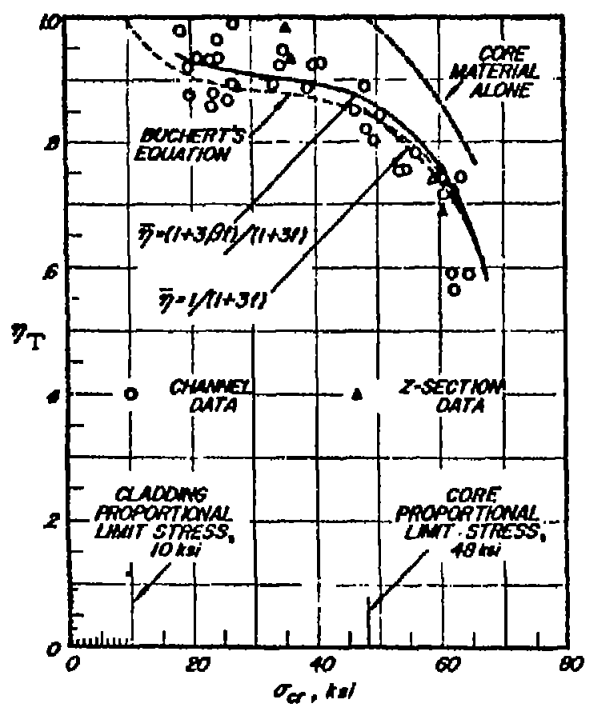 1.0
.8
.6
.4
.2
0
ηT
CORE
MATERIAL
ALONE
BUCHERT'S
EQUATION
η̄=(1+3βf)/(1+3f)
η̄=1/(1+3f)
CHANNEL
DATA
Z-SECTION
DATA
CLADDING
PROPORTIONAL
LIMIT STRESS,
10 ksi
CORE
PROPORTIONAL
LIMIT STRESS,
48 ksi
0 20 40 60 80
σcr, ksi